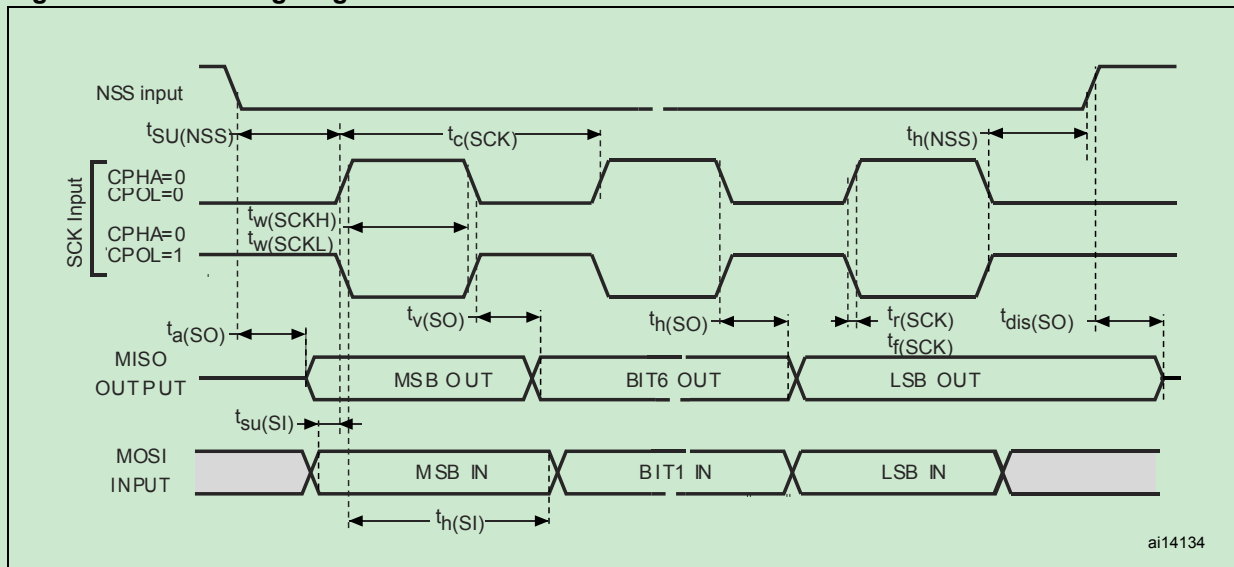 NSS input
tSU(NSS)
tc(SCK)
th(NSS)
SCK Input
CPHA=0
CPOL=0
tw(SCKH)
tw(SCKL)
CPHA=0
CPOL=1
ta(SO)
tv(SO)
th(SO)
tr(SCK)
tf(SCK)
tdis(SO)
MISO
OUTPUT
MSB OUT
BIT6 OUT
LSB OUT
tsu(SI)
MOSI
INPUT
MSB IN
BIT1 IN
LSB IN
th(SI)
ai14134